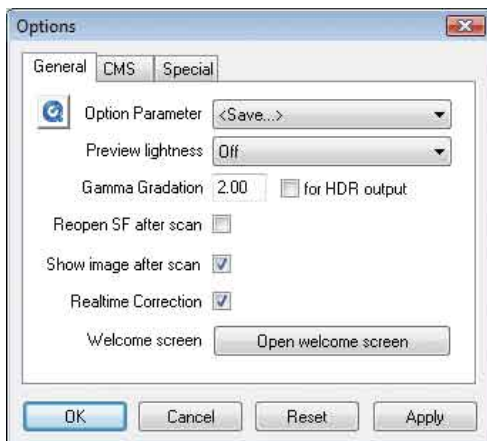 Options
General CMS Special
Option Parameter <Save...>
Preview lightness Off
Gamma Gradation 2.00 for HDR output
Reopen SF after scan
Show image after scan
Realtime Correction
Welcome screen Open welcome screen
OK Cancel Reset Apply